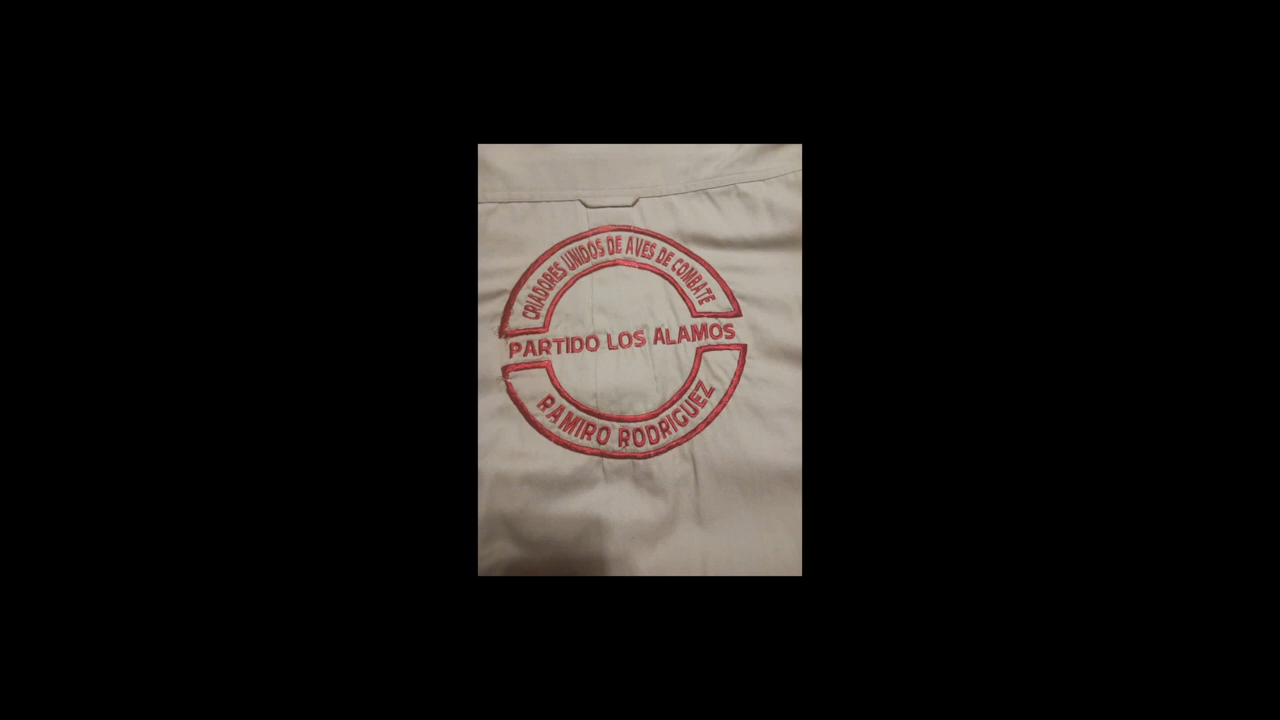 CRIADORES UNIDOS DE AVES DE COMBATE
PARTIDO LOS ALAMOS
RAMIRO RODRIGUEZ